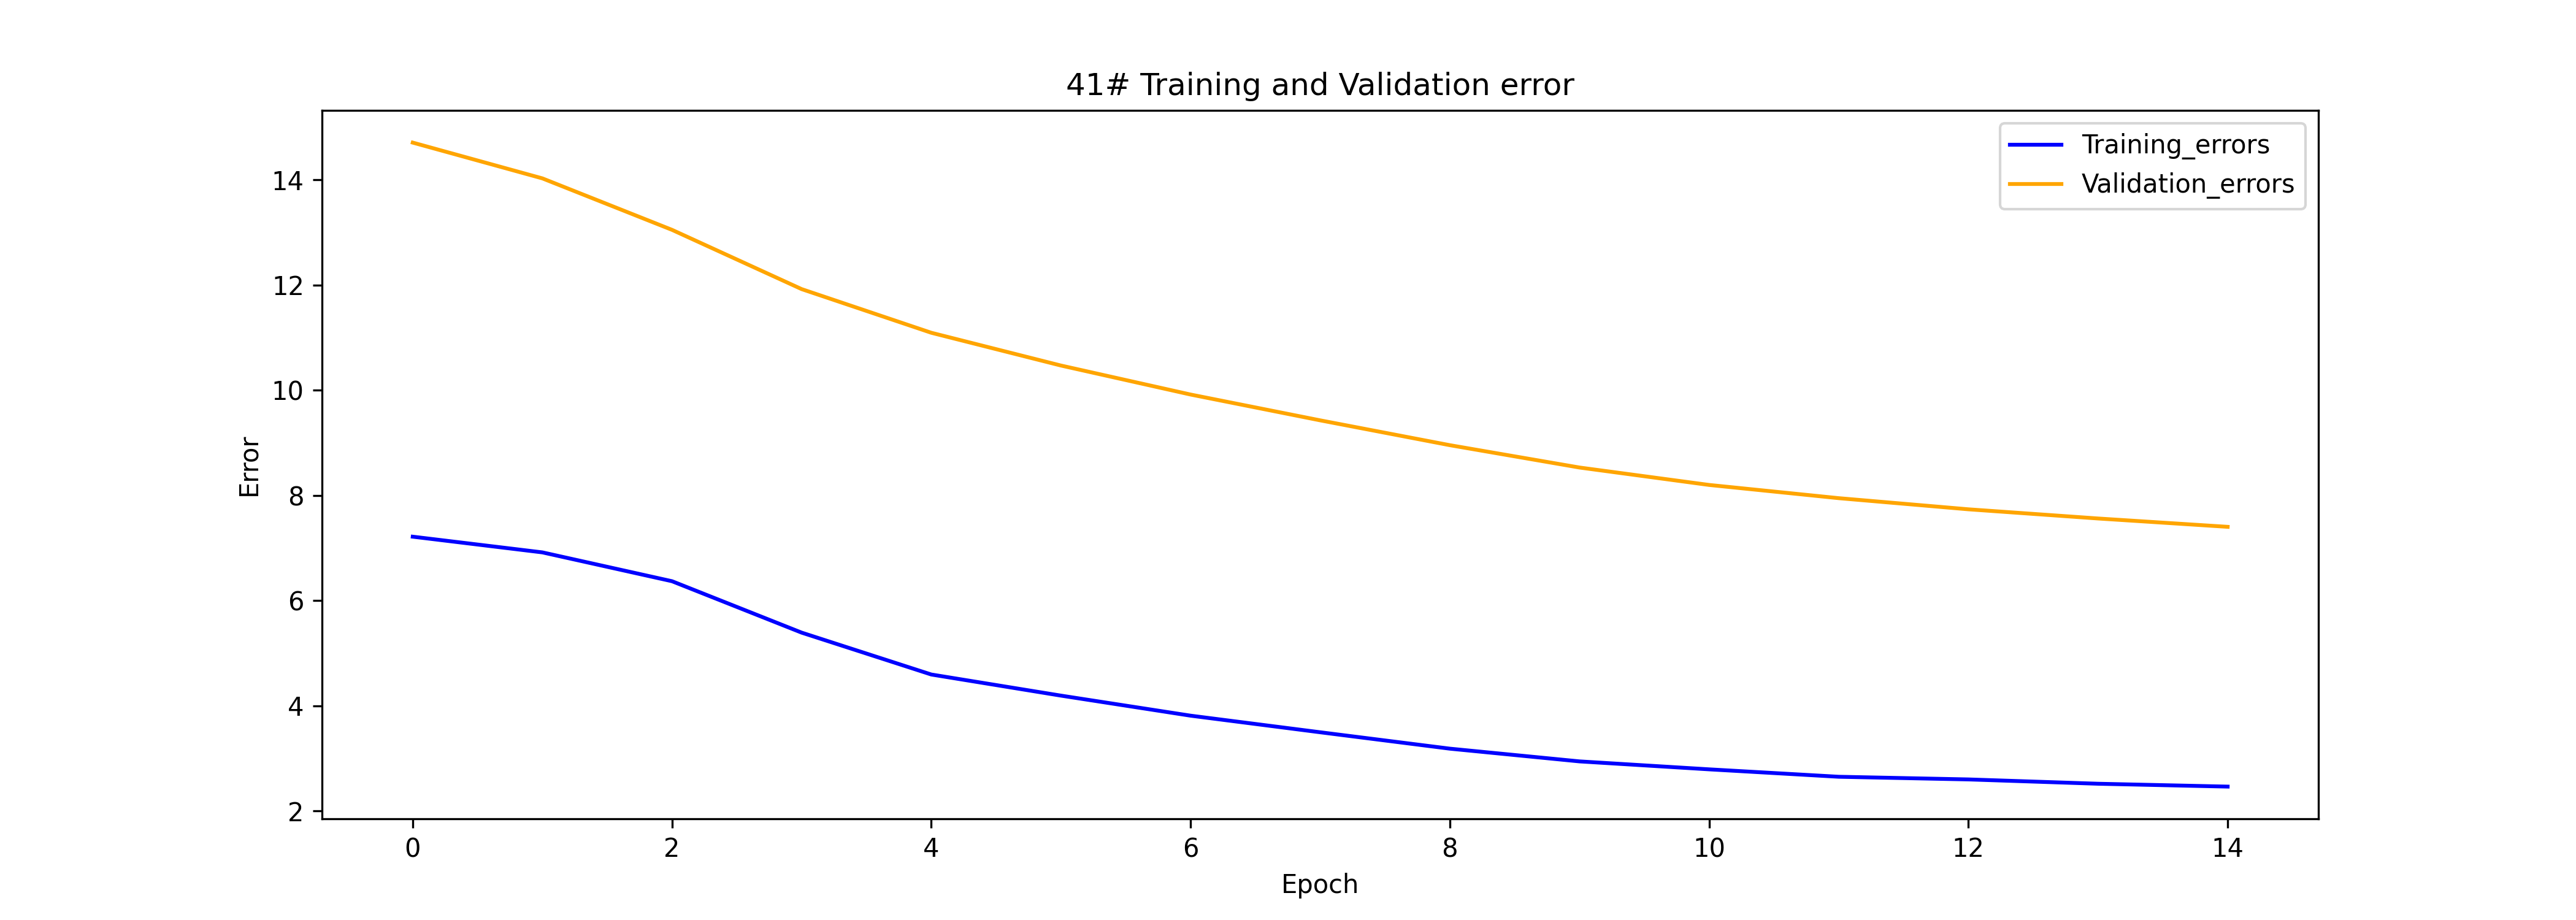 41# Training and Validation error
Training_errors
Validation_errors
14
12
10
8
6
4
2
Error
0 2 4 6 8 10 12 14
Epoch